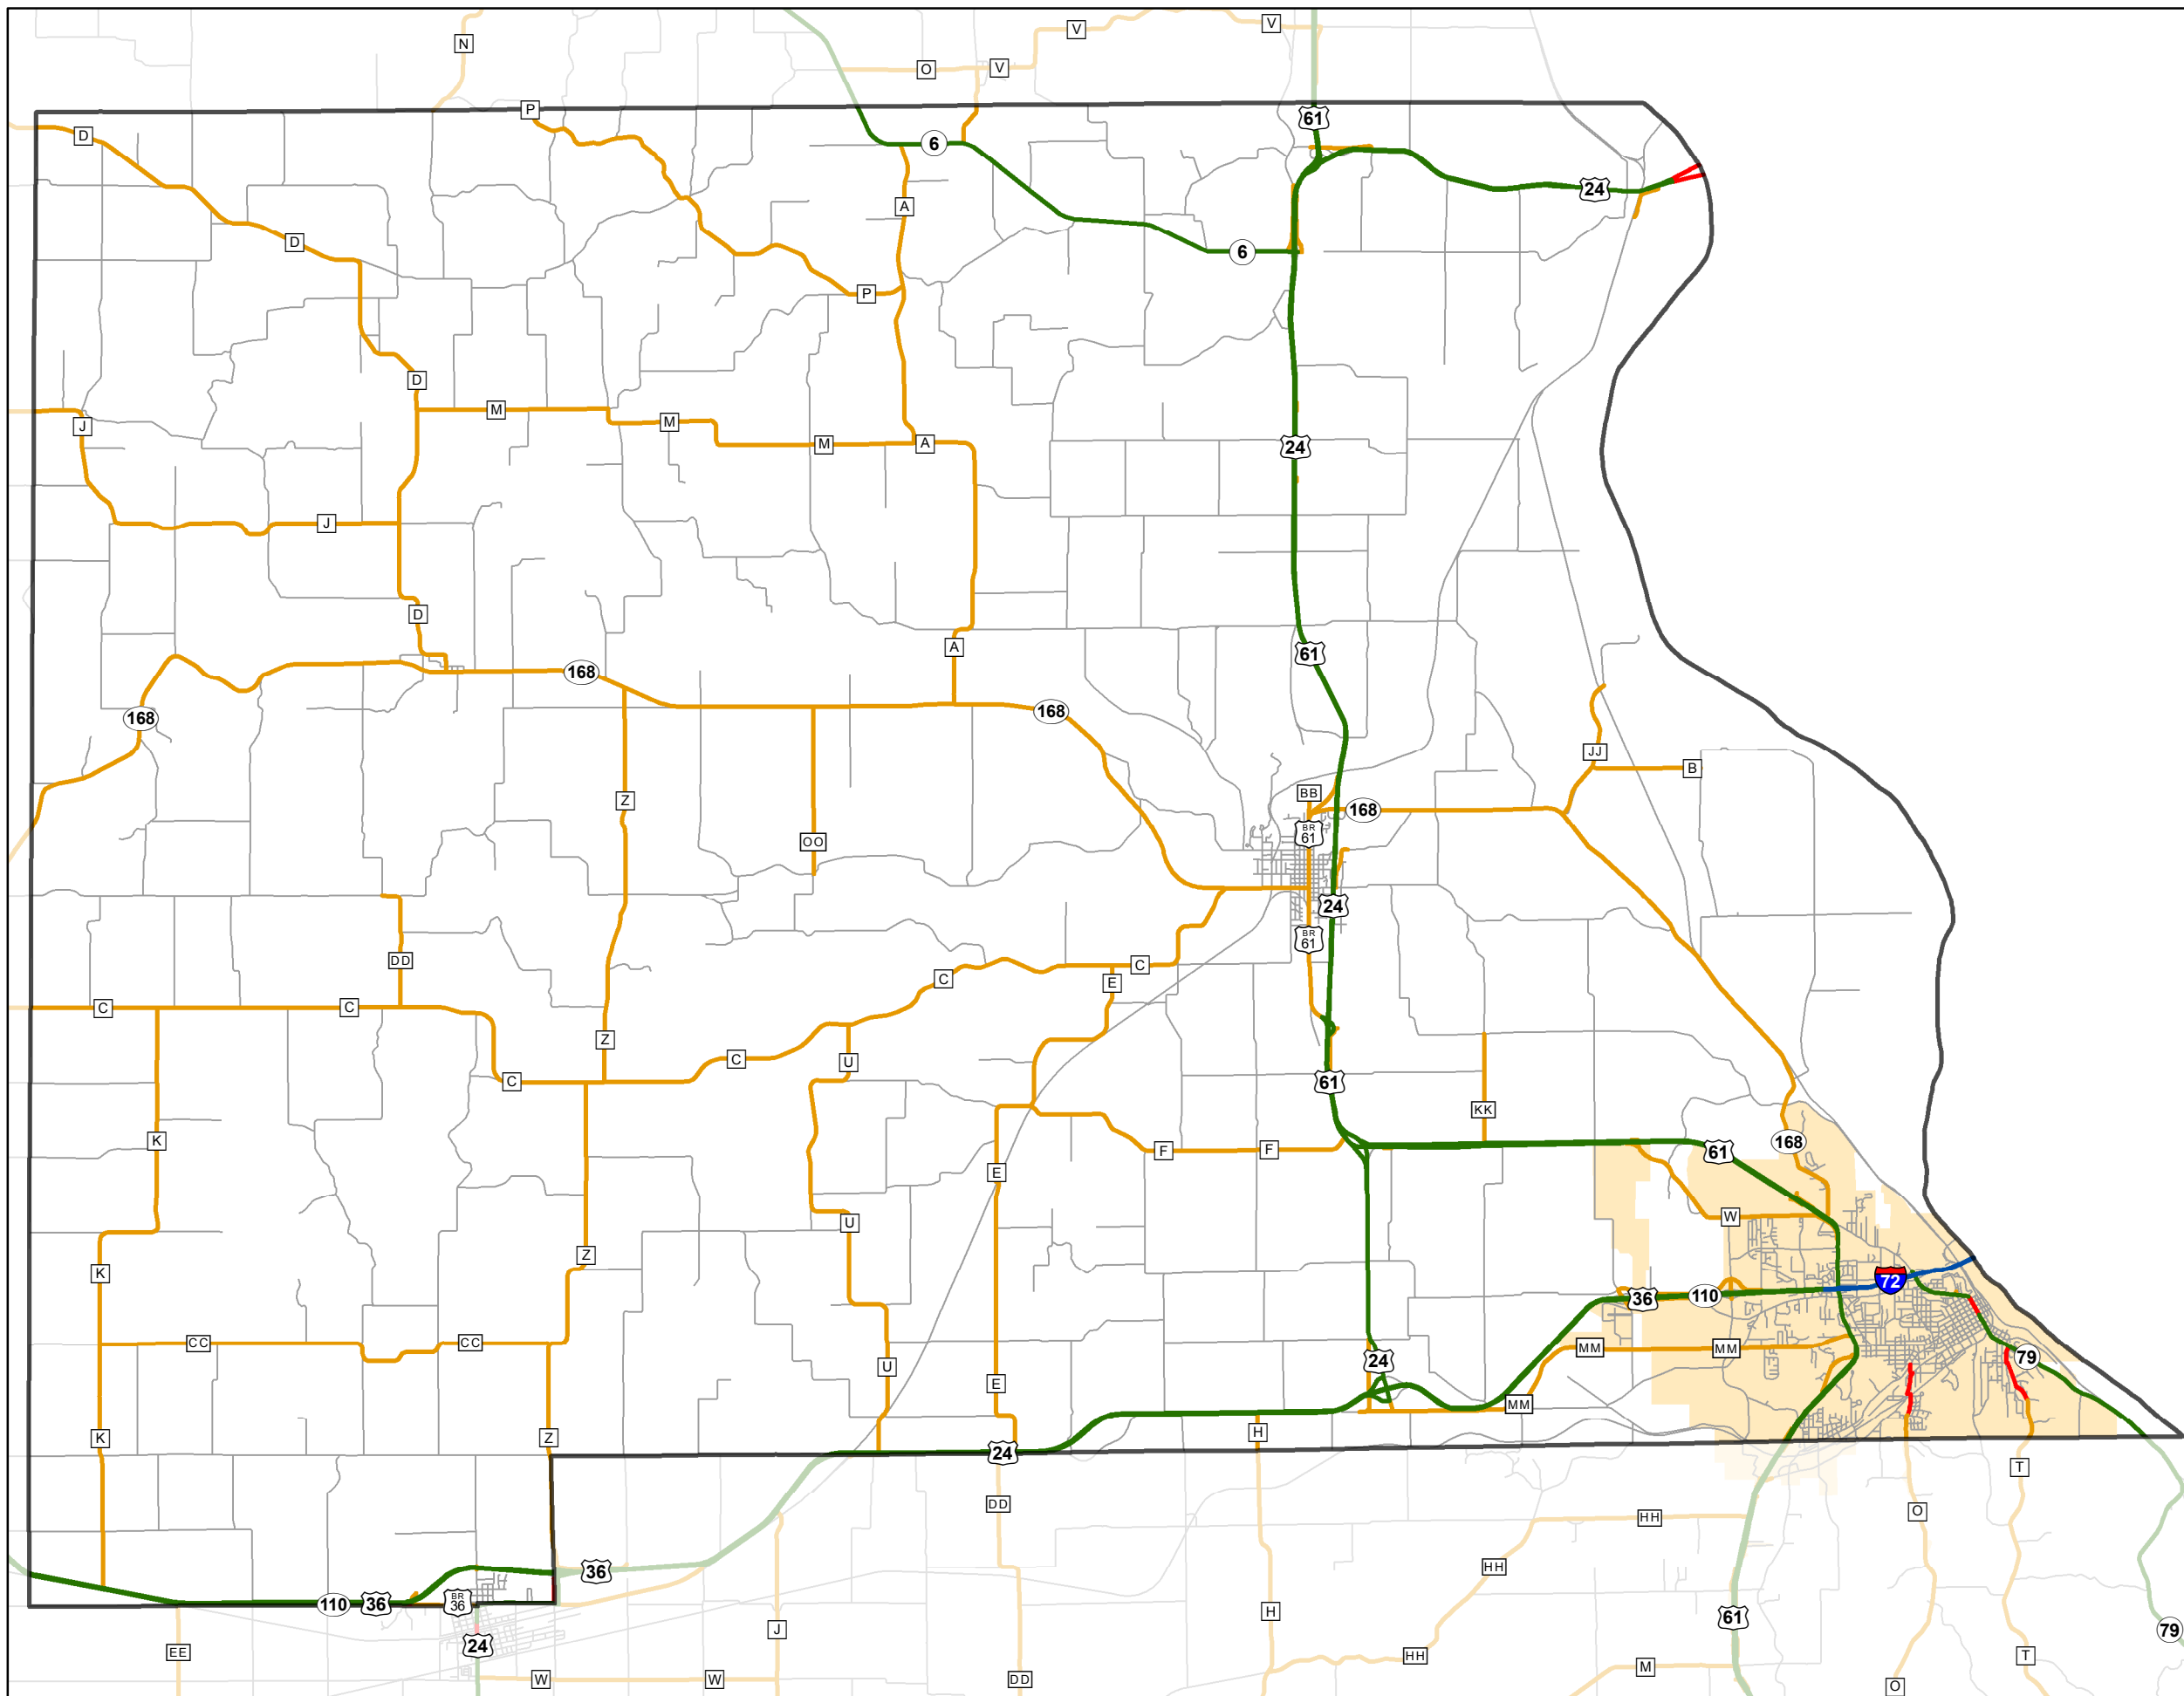 N
V
V
O
V
P
61
D
6
24
A
D
6
P
D
M
J
M
M
A
24
J
D
A
61
168
168
168
JJ
B
Z
BB
168
BR
61
OO
24
BR
61
DD
C
C
E
C
C
Z
U
C
C
61
KK
K
F
F
168
61
E
W
U
Z
K
72
36
110
CC
CC
MM
MM
24
79
U
E
MM
K
Z
H
24
T
DD
O
HH
HH
36
110
36
BR
36
H
61
J
79
24
EE
HH
T
M
W
W
DD
O